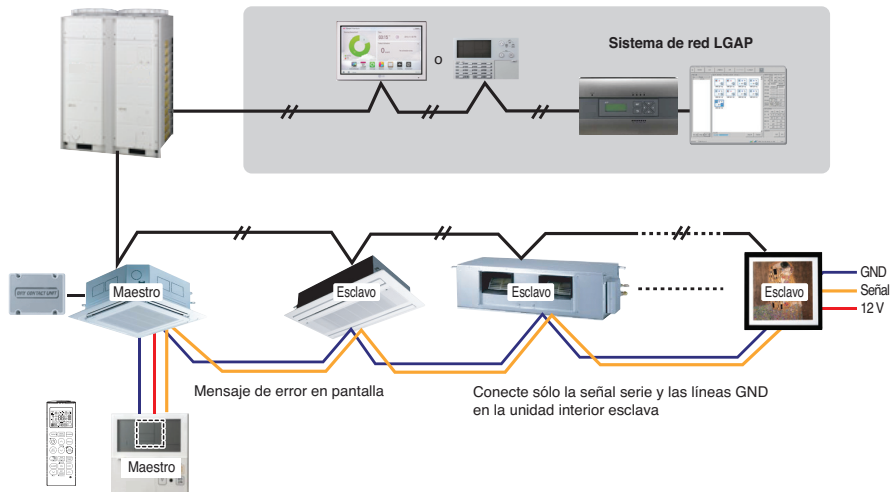 Sistema de red LGAP
o
Maestro
Esclavo
Esclavo
Esclavo
GND
Señal
12 V
Mensaje de error en pantalla
Conecte sólo la señal serie y las líneas GND
en la unidad interior esclava
Maestro